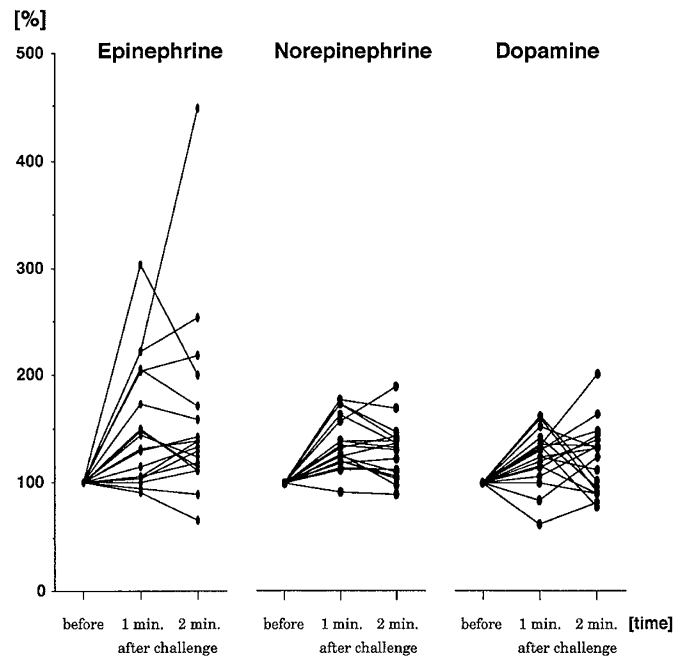 [%]
Epinephrine Norepinephrine Dopamine
500
400
300
200
100
0
before 1 min. 2 min. before 1 min. 2 min. before 1 min. 2 min. [time]
after challenge after challenge after challenge